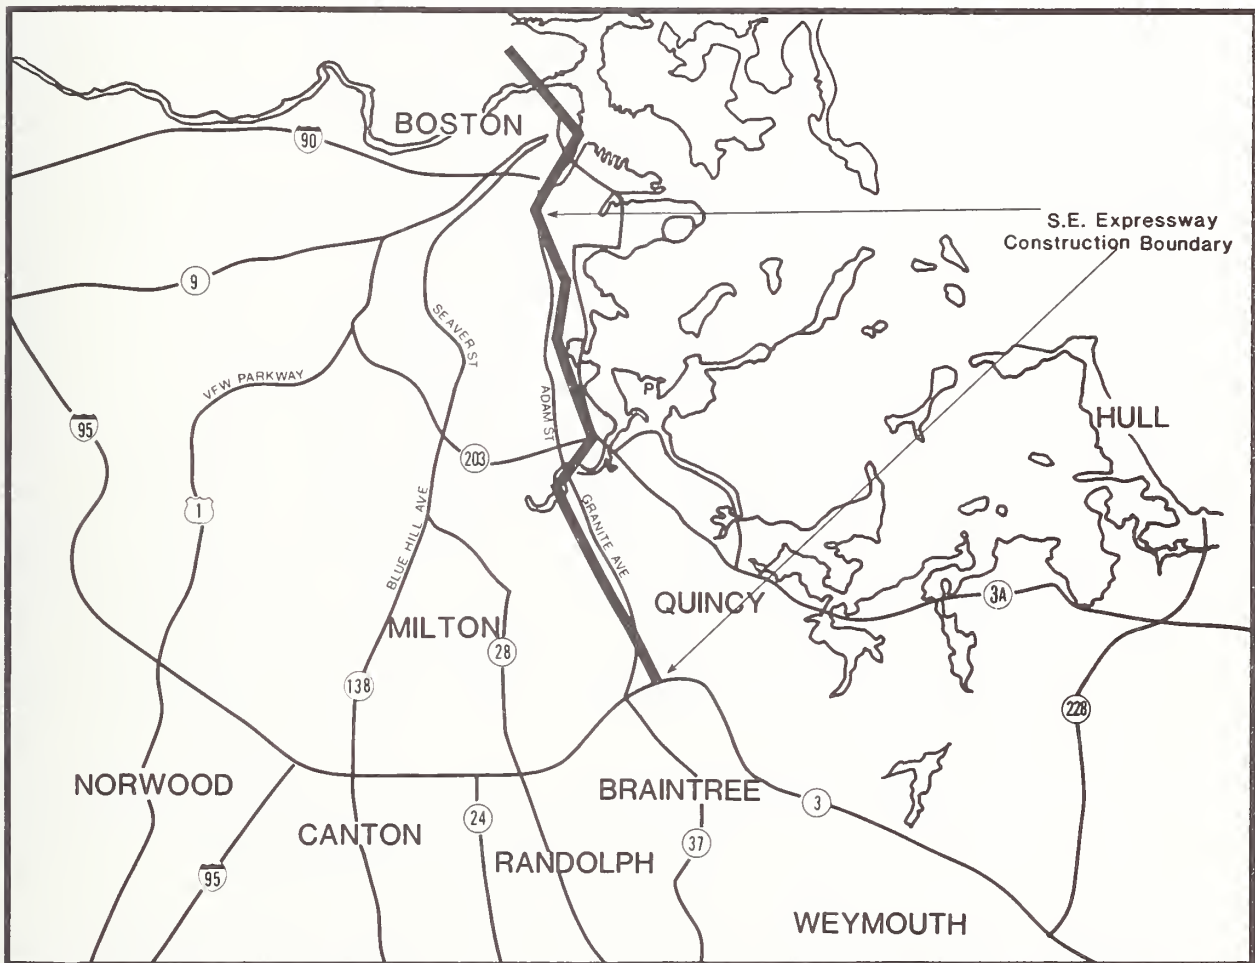 BOSTON
90
S.E. Expressway
Construction Boundary
9
SEAVER ST
VFW PARKWAY
P
ADAM ST
HULL
95
203
1
GRANITE AVE
BLUE HILL AVE
QUINCY
3A
MILTON
28
138
228
NORWOOD
BRAINTREE
3
24
CANTON
37
RANDOLPH
95
WEYMOUTH